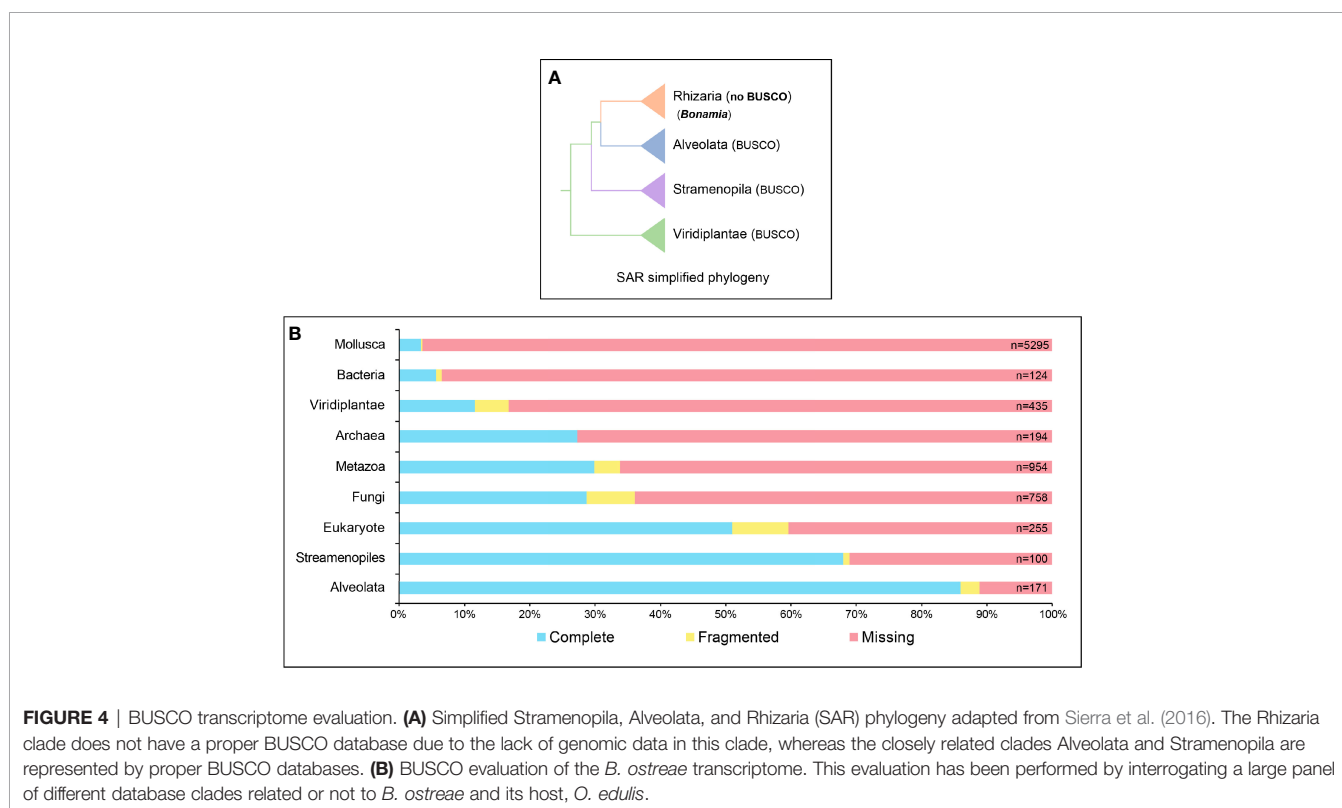 A
Rhizaria (no BUSCO)
(Bonamia)
Alveolata (BUSCO)
Stramenopila (BUSCO)
Viridiplantae (BUSCO)
SAR simplified phylogeny
B
Mollusca n=5295
Bacteria n=124
Viridiplantae n=435
Archaea n=194
Metazoa n=954
Fungi n=758
Eukaryote n=255
Streamenopiles n=100
Alveolata n=171
0% 10% 20% 30% 40% 50% 60% 70% 80% 90% 100%
Complete Fragmented Missing
FIGURE 4 | BUSCO transcriptome evaluation. (A) Simplified Stramenopila, Alveolata, and Rhizaria (SAR) phylogeny adapted from Sierra et al. (2016). The Rhizaria
clade does not have a proper BUSCO database due to the lack of genomic data in this clade, whereas the closely related clades Alveolata and Stramenopila are
represented by proper BUSCO databases. (B) BUSCO evaluation of the B. ostreae transcriptome. This evaluation has been performed by interrogating a large panel
of different database clades related or not to B. ostreae and its host, O. edulis.